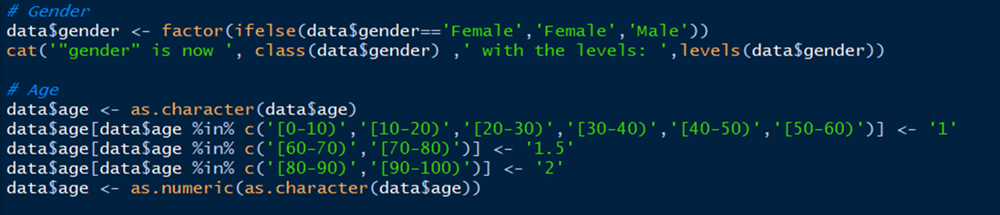 # Gender
data$gender <- factor(ifelse(data$gender=='Female','Female','Male'))
cat('"gender" is now ', class(data$gender) ,' with the levels: ',levels(data$gender))
# Age
data$age <- as.character(data$age)
data$age[data$age %in% c('[0-10)','[10-20)','[20-30)','[30-40)','[40-50)','[50-60)')] <- '1'
data$age[data$age %in% c('[60-70)','[70-80)')] <- '1.5'
data$age[data$age %in% c('[80-90)','[90-100)')] <- '2'
data$age <- as.numeric(as.character(data$age))